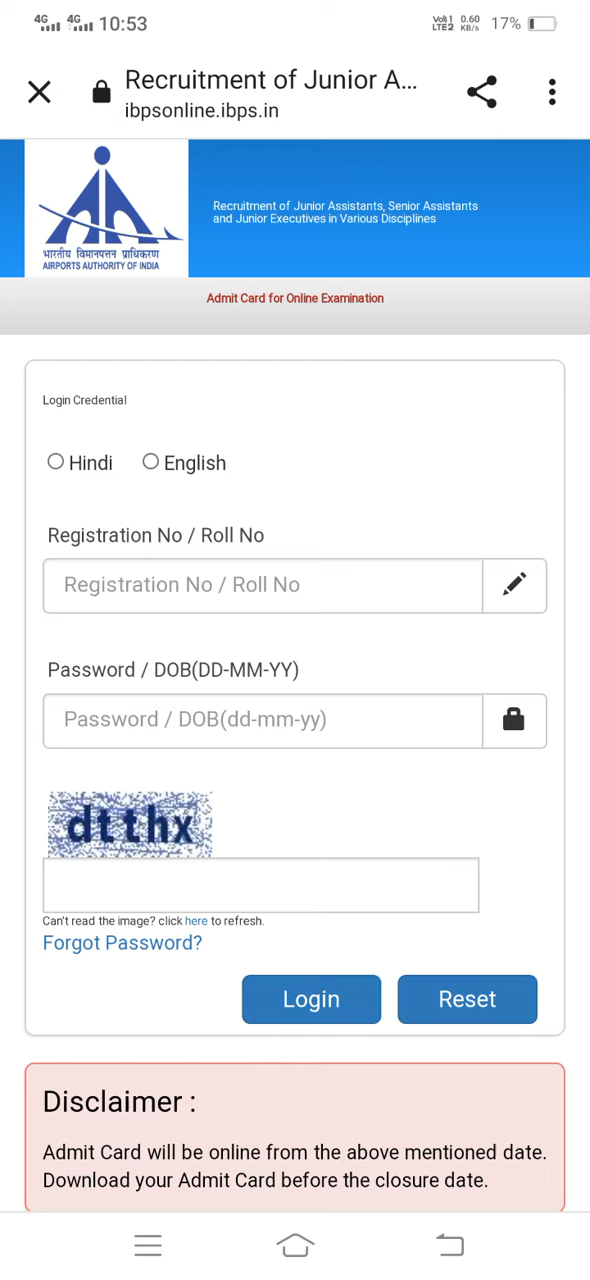 4G 4G 10:53 Vo) 1 LTE2 0.60 KB/s 17%
Recruitment of Junior A...
ibpsonline.ibps.in
भारतीय विमानपत्तन प्राधिकरण
AIRPORTS AUTHORITY OF INDIA
Recruitment of Junior Assistants, Senior Assistants
and Junior Executives in Various Disciplines
Admit Card for Online Examination
Login Credential
Hindi English
Registration No / Roll No
Registration No / Roll No
Password / DOB(DD-MM-YY)
Password / DOB(dd-mm-yy)
dtthx
Can't read the image? click here to refresh.
Forgot Password?
Login Reset
Disclaimer :
Admit Card will be online from the above mentioned date.
Download your Admit Card before the closure date.